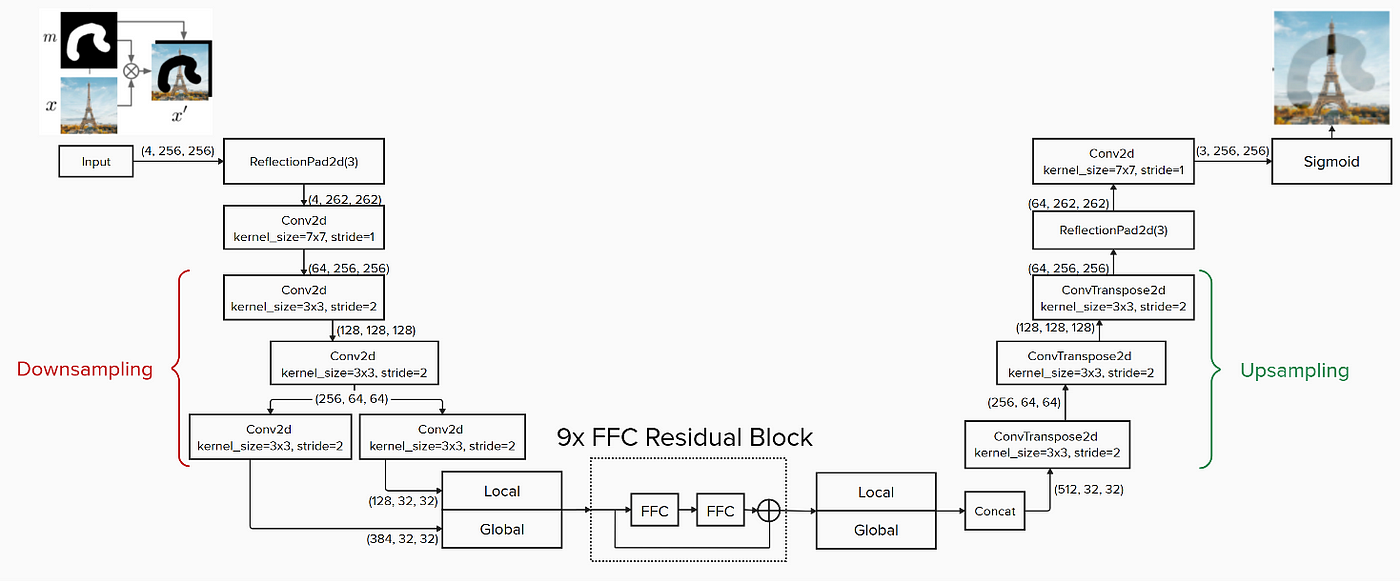 m
x
x′
Input
(4, 256, 256)
ReflectionPad2d(3)
(4, 262, 262)
Conv2d
kernel_size=7x7, stride=1
(64, 256, 256)
Conv2d
kernel_size=3x3, stride=2
(128, 128, 128)
Conv2d
kernel_size=3x3, stride=2
(256, 64, 64)
Conv2d
kernel_size=3x3, stride=2
Conv2d
kernel_size=3x3, stride=2
Downsampling
(128, 32, 32)
(384, 32, 32)
Local
Global
9x FFC Residual Block
FFC
FFC
Local
Global
Concat
(512, 32, 32)
ConvTranspose2d
kernel_size=3x3, stride=2
(256, 64, 64)
ConvTranspose2d
kernel_size=3x3, stride=2
(128, 128, 128)
ConvTranspose2d
kernel_size=3x3, stride=2
Upsampling
(64, 256, 256)
ReflectionPad2d(3)
(64, 262, 262)
Conv2d
kernel_size=7x7, stride=1
(3, 256, 256)
Sigmoid